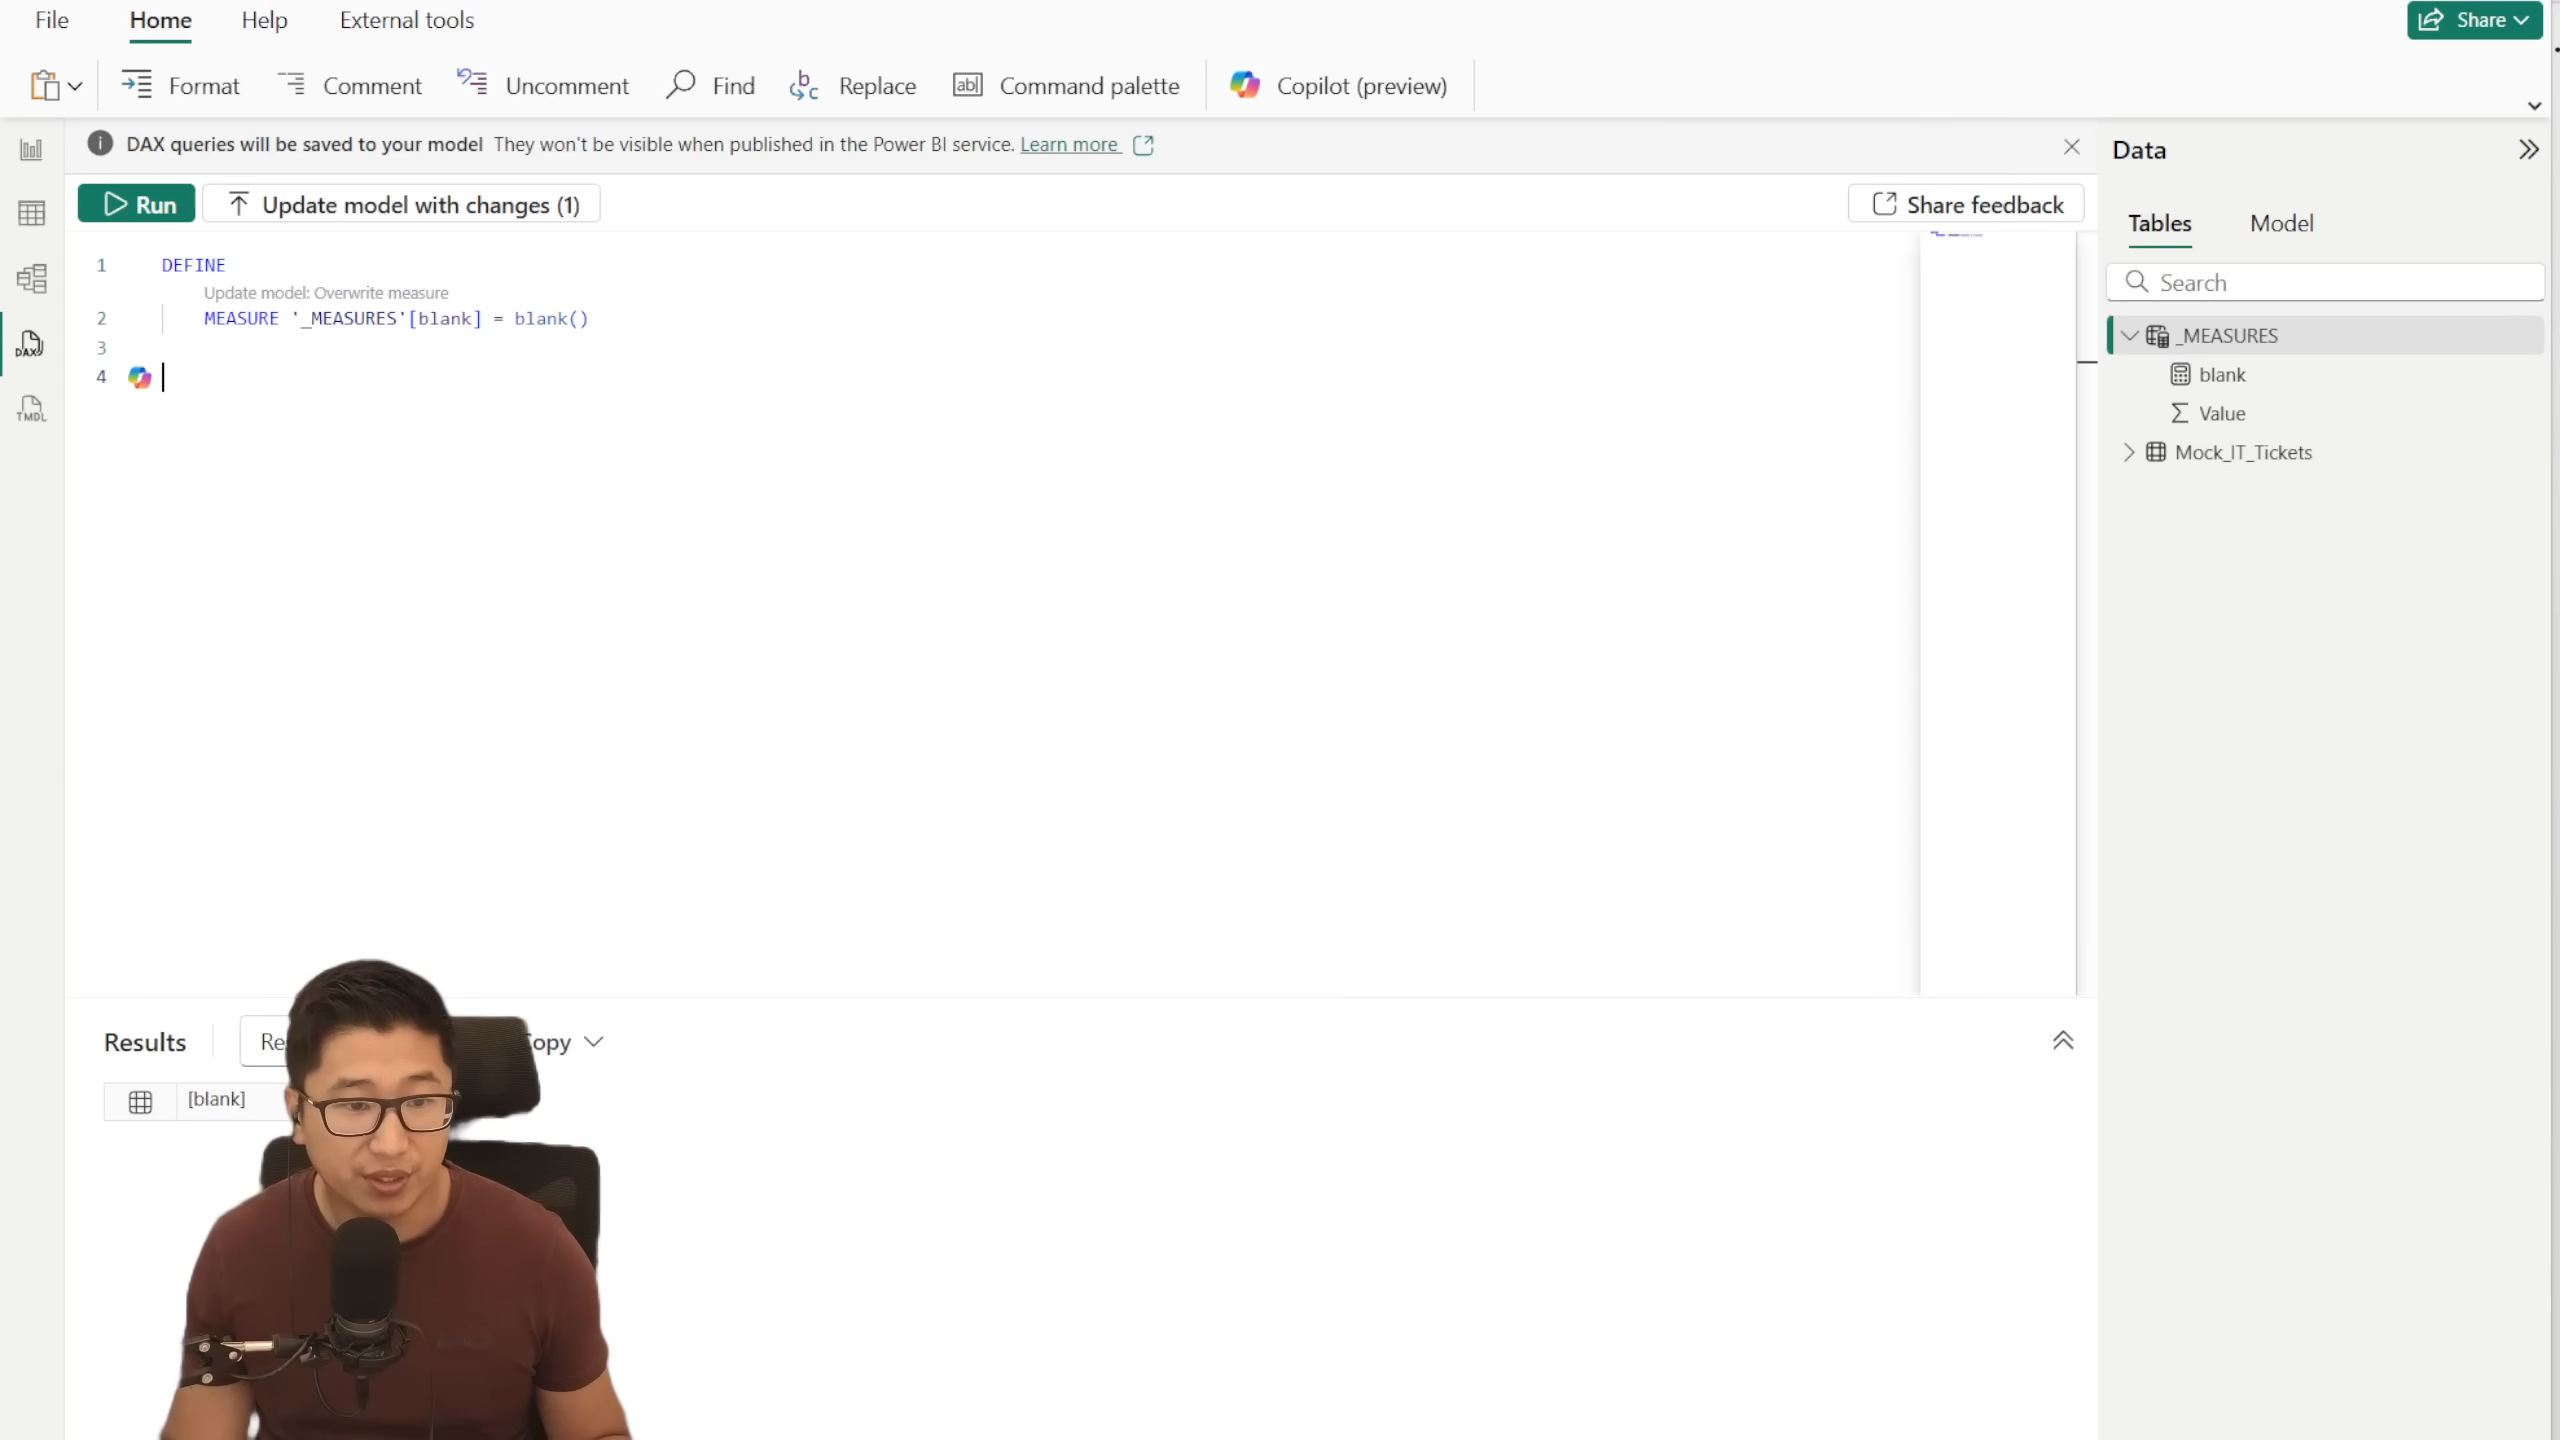 File Home Help External tools Share
Format Comment Uncomment Find Replace Command palette Copilot (preview)
DAX queries will be saved to your model They won't be visible when published in the Power BI service. Learn more
Run Update model with changes (1) Share feedback
1 DEFINE
Update model: Overwrite measure
2 MEASURE '_MEASURES'[blank] = blank()
3
4
DAX
TMDL
Results
[blank]
Data
Tables Model
Search
_MEASURES
blank
Value
Mock_IT_Tickets